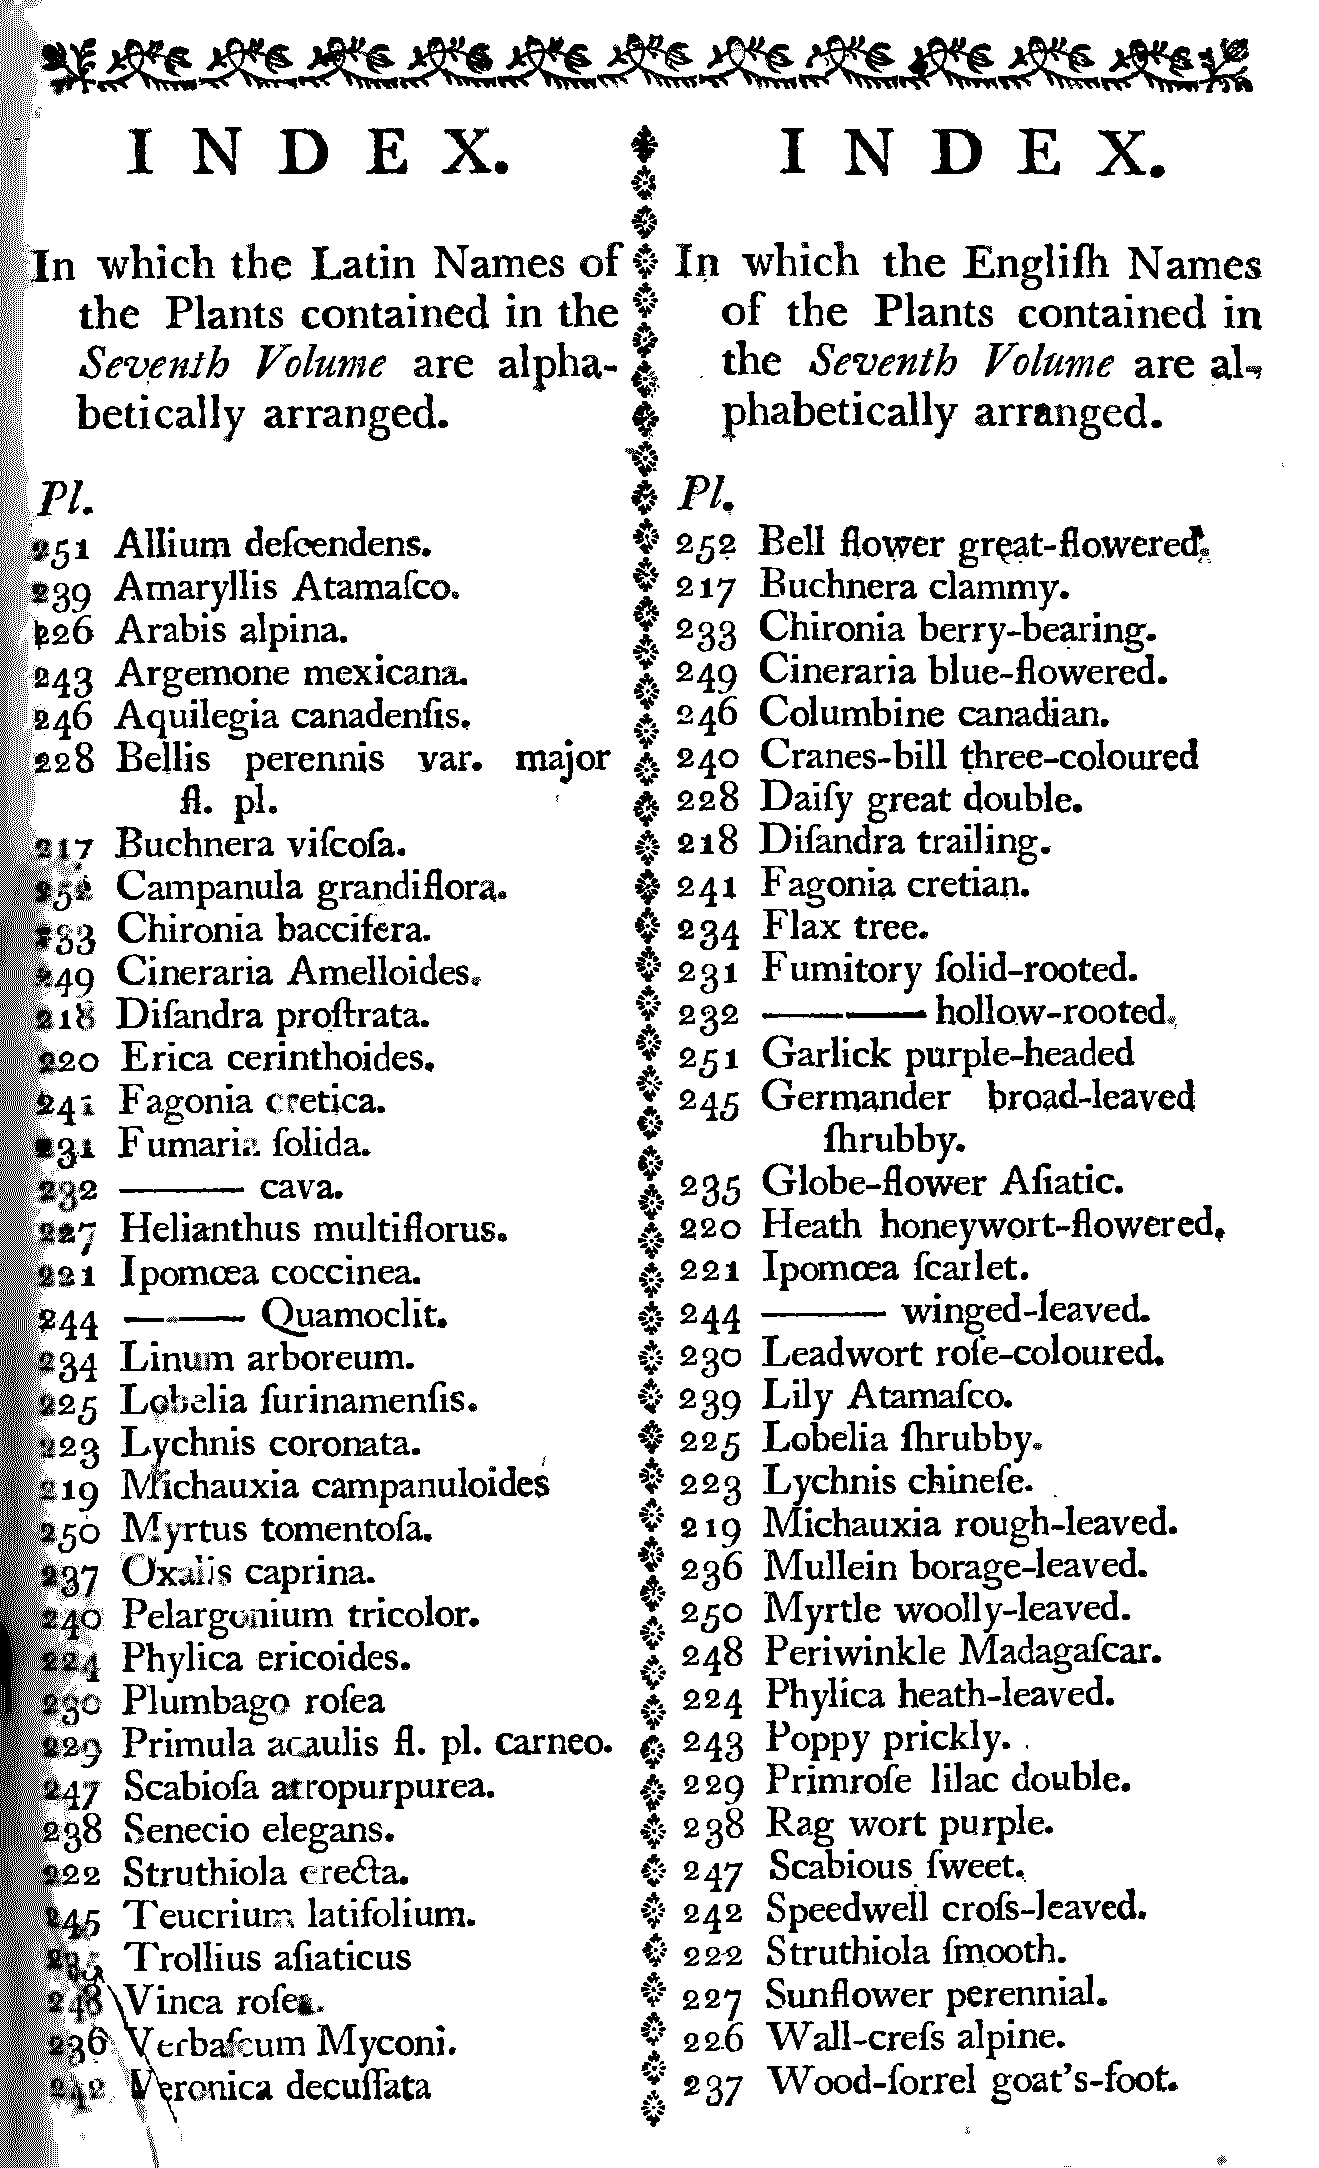 I N D E X.
In which the Latin Names of
the Plants contained in the
Seventh Volume are alpha-
betically arranged.
Pl.
251 Allium deſcendens.
239 Amaryllis Atamaſco.
226 Arabis alpina.
243 Argemone mexicana.
246 Aquilegia canadenſis.
228 Bellis perennis var. major
fl. pl.
217 Buchnera viſcoſa.
252 Campanula grandiflora.
233 Chironia baccifera.
249 Cineraria Amelloides.
218 Diſandra proſtrata.
220 Erica cerinthoides.
241 Fagonia cretica.
231 Fumaria ſolida.
232 ——— cava.
227 Helianthus multiflorus.
221 Ipomœa coccinea.
244 ——— Quamoclit.
234 Linum arboreum.
225 Lobelia ſurinamenſis.
223 Lychnis coronata.
219 Michauxia campanuloides
250 Myrtus tomentoſa.
237 Oxalis caprina.
240 Pelargonium tricolor.
224 Phylica ericoides.
230 Plumbago roſea
229 Primula acaulis fl. pl. carneo.
247 Scabioſa atropurpurea.
238 Senecio elegans.
222 Struthiola erecta.
245 Teucrium latifolium.
235 Trollius aſiaticus
248 Vinca roſea.
236 Verbaſcum Myconi.
242 Veronica decuſſata
I N D E X.
In which the Engliſh Names
of the Plants contained in
the Seventh Volume are al-
phabetically arranged.
Pl.
252 Bell flower great-flowered.
217 Buchnera clammy.
233 Chironia berry-bearing.
249 Cineraria blue-flowered.
246 Columbine canadian.
240 Cranes-bill three-coloured
228 Daiſy great double.
218 Diſandra trailing.
241 Fagonia cretian.
234 Flax tree.
231 Fumitory ſolid-rooted.
232 ——— hollow-rooted.
251 Garlick purple-headed
245 Germander broad-leaved
ſhrubby.
235 Globe-flower Aſiatic.
220 Heath honeywort-flowered.
221 Ipomœa ſcarlet.
244 ——— winged-leaved.
230 Leadwort roſe-coloured.
239 Lily Atamaſco.
225 Lobelia ſhrubby.
223 Lychnis chineſe.
219 Michauxia rough-leaved.
236 Mullein borage-leaved.
250 Myrtle woolly-leaved.
248 Periwinkle Madagaſcar.
224 Phylica heath-leaved.
243 Poppy prickly.
229 Primroſe lilac double.
238 Rag wort purple.
247 Scabious ſweet.
242 Speedwell croſs-leaved.
222 Struthiola ſmooth.
227 Sunflower perennial.
226 Wall-creſs alpine.
237 Wood-ſorrel goat's-foot.